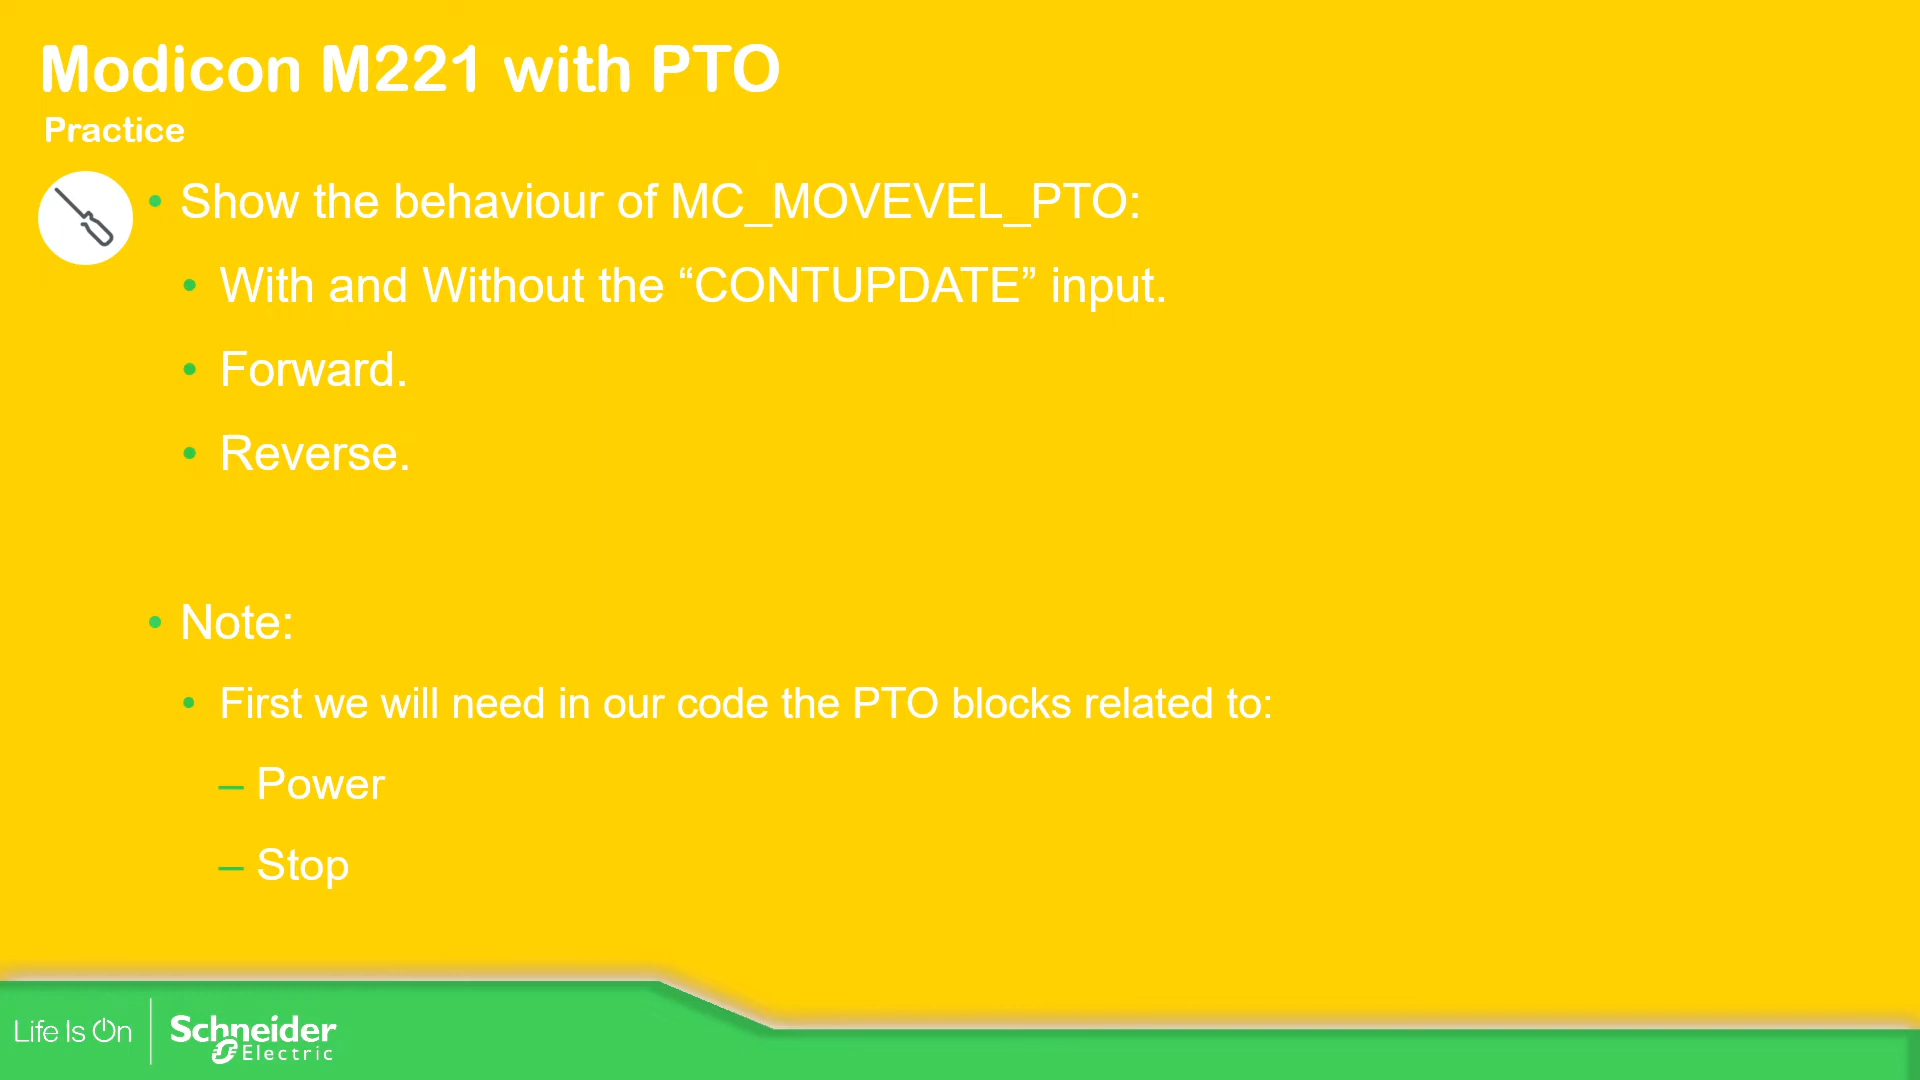 Modicon M221 with PTO
Practice
• Show the behaviour of MC_MOVEVEL_PTO:
• With and Without the “CONTUPDATE” input.
• Forward.
• Reverse.
• Note:
• First we will need in our code the PTO blocks related to:
– Power
– Stop
Life Is On
Schneider
Electric